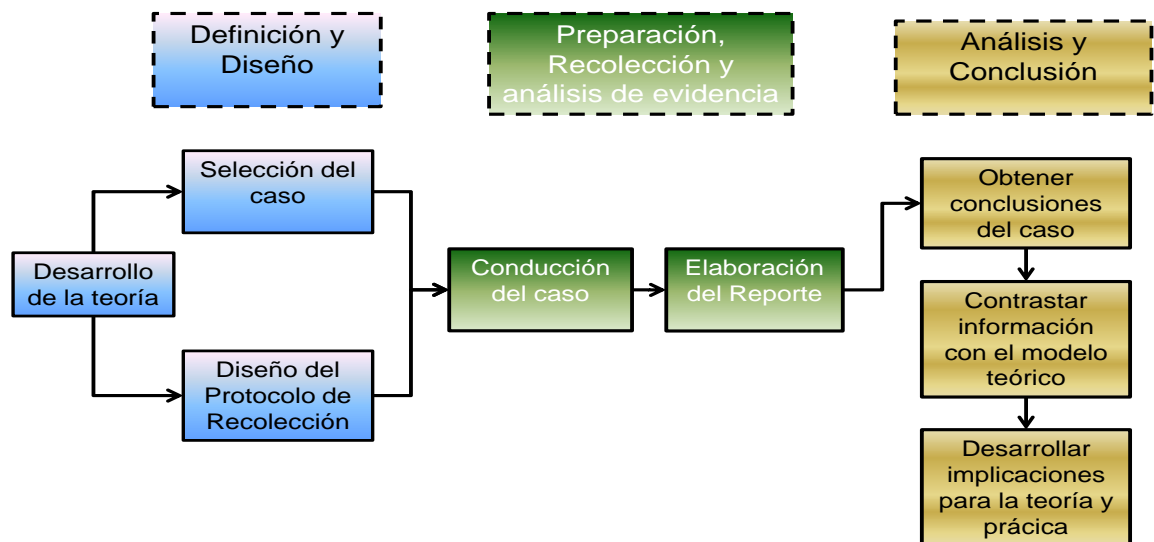 Definición y
Diseño
Preparación,
Recolección y
análisis de evidencia
Análisis y
Conclusión
Selección del
caso
Desarrollo
de la teoría
Diseño del
Protocolo de
Recolección
Conducción
del caso
Elaboración
del Reporte
Obtener
conclusiones
del caso
Contrastar
información
con el modelo
teórico
Desarrollar
implicaciones
para la teoría y
prácica